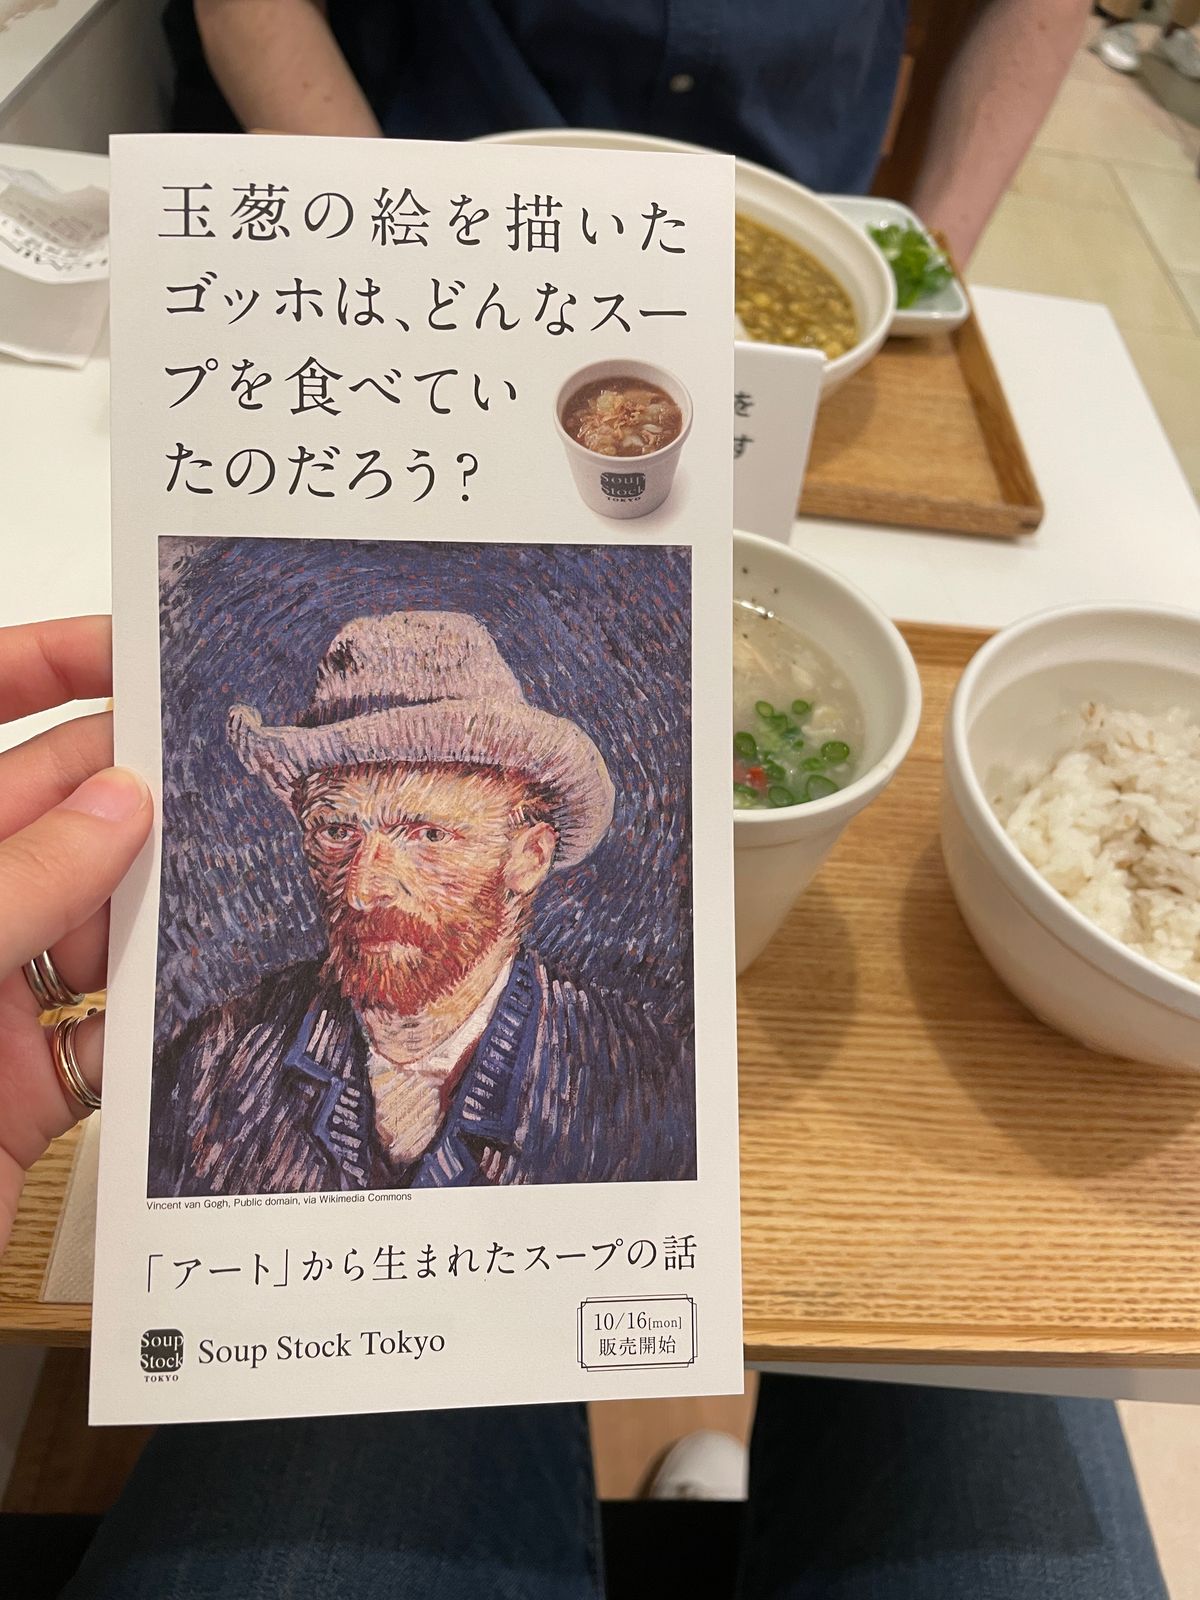 玉葱の絵を描いた
ゴッホは、どんなスー
プを食べてい
たのだろう?
Soup
Stock
TOKYO
を
す
Vincent van Gogh, Public domain, via Wikimedia Commons
「アート」から生まれたスープの話
Soup
Stock
TOKYO
Soup Stock Tokyo
10/16[mon]
販売開始